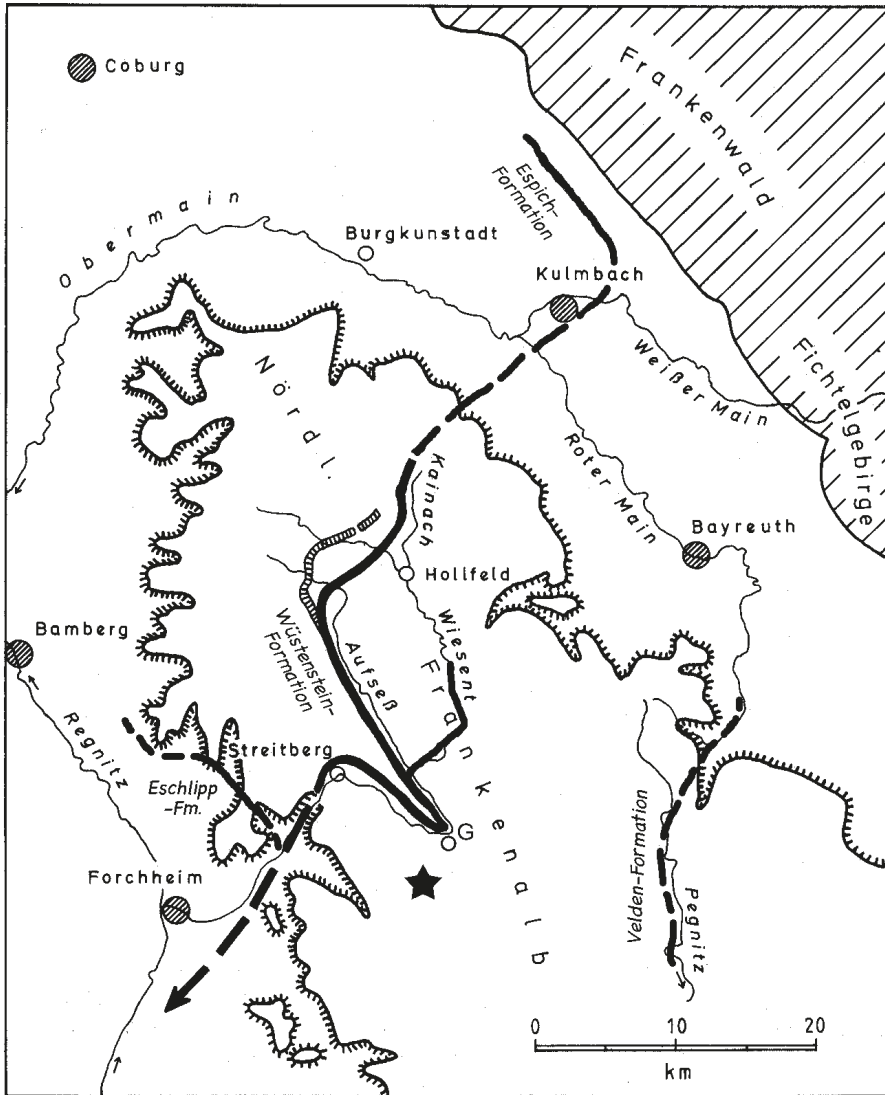 Coburg
Frankenwald
Espich-
Formation
Obermain
Burgkunstadt
Kulmbach
Weißer Main
Fichtelgebirge
Nördl.
Roter Main
Kainach
Bayreuth
Hollfeld
Wüstenstein-
Formation
Wiesent
Bamberg
Aufseß
Frankenalb
Regnitz
Streitberg
Eschlipp
-Fm.
G
Forchheim
Velden-Formation
Pegnitz
0 10 20
km